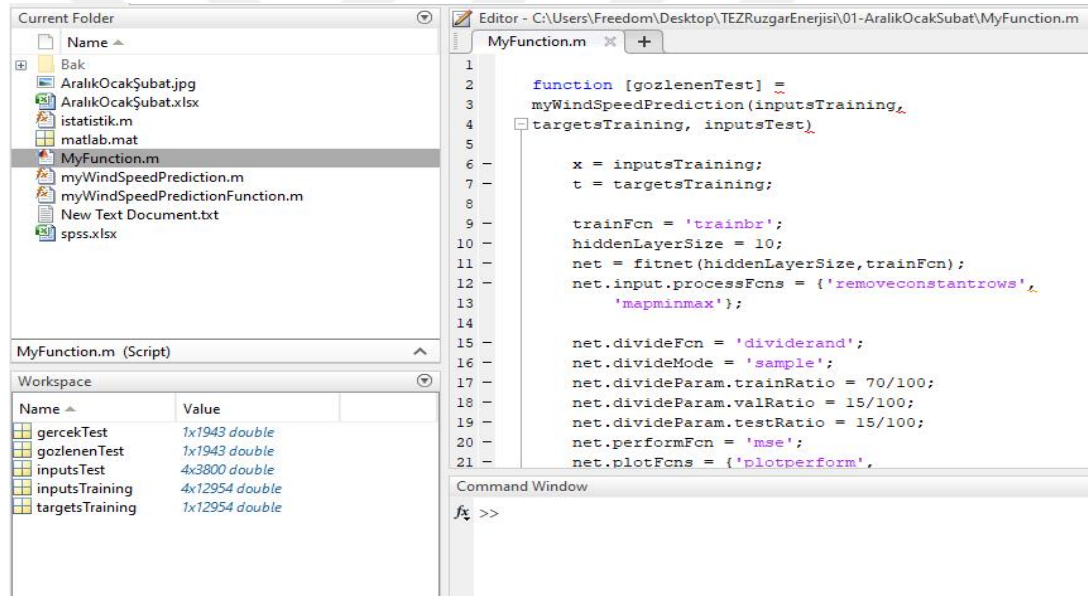 Current Folder
Name
Bak
AralıkOcakŞubat.jpg
AralıkOcakŞubat.xlsx
istatistik.m
matlab.mat
MyFunction.m
myWindSpeedPrediction.m
myWindSpeedPredictionFunction.m
New Text Document.txt
spss.xlsx
MyFunction.m (Script)
Workspace
Name Value
gercekTest 1x1943 double
gozlenenTest 1x1943 double
inputsTest 4x3800 double
inputsTraining 4x12954 double
targetsTraining 1x12954 double
Editor - C:\Users\Freedom\Desktop\TEZRuzgarEnerjisi\01-AralikOcakSubat\MyFunction.m
MyFunction.m
1
2 function [gozlenenTest] =
3 myWindSpeedPrediction(inputsTraining,
4 targetsTraining, inputsTest)
5
6 – x = inputsTraining;
7 – t = targetsTraining;
8
9 – trainFcn = 'trainbr';
10 – hiddenLayerSize = 10;
11 – net = fitnet(hiddenLayerSize,trainFcn);
12 – net.input.processFcns = {'removeconstantrows',
13 'mapminmax'};
14
15 – net.divideFcn = 'dividerand';
16 – net.divideMode = 'sample';
17 – net.divideParam.trainRatio = 70/100;
18 – net.divideParam.valRatio = 15/100;
19 – net.divideParam.testRatio = 15/100;
20 – net.performFcn = 'mse';
21 – net.plotFcns = {'plotperform',
Command Window
fx >>